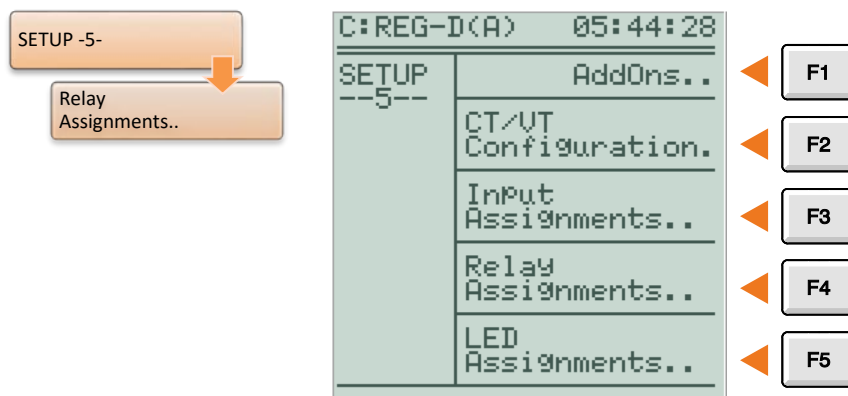 SETUP -5-
Relay
Assignments..
C:REG-D(A) 05:44:28
SETUP
--5--
AddOns..
CT/VT
Configuration.
Input
Assignments..
Relay
Assignments..
LED
Assignments..
F1
F2
F3
F4
F5